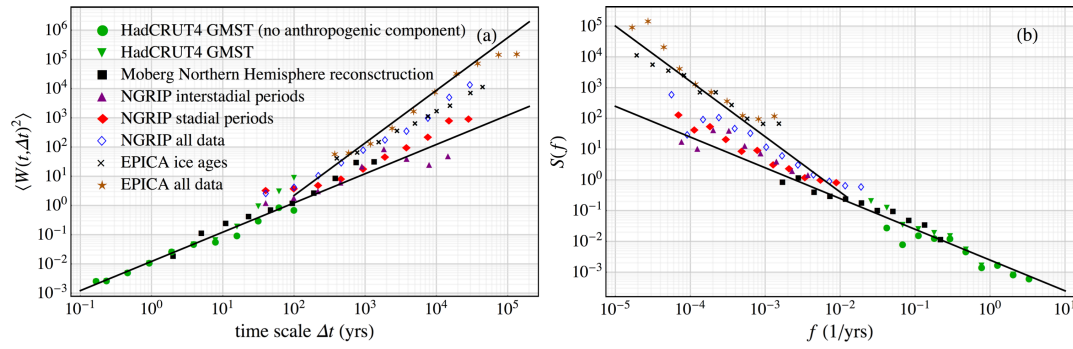 (a)
HadCRUT4 GMST (no anthropogenic component)
HadCRUT4 GMST
Moberg Northern Hemisphere reconstruction
NGRIP interstadial periods
NGRIP stadial periods
NGRIP all data
EPICA ice ages
EPICA all data
⟨W(t,Δt)²⟩
10⁶
10⁵
10⁴
10³
10²
10¹
10⁰
10⁻¹
10⁻²
10⁻³
10⁻¹ 10⁰ 10¹ 10² 10³ 10⁴ 10⁵
time scale Δt (yrs)
(b)
S(f)
10⁵
10⁴
10³
10²
10¹
10⁰
10⁻¹
10⁻²
10⁻³
10⁻⁵ 10⁻⁴ 10⁻³ 10⁻² 10⁻¹ 10⁰
f (1/yrs)